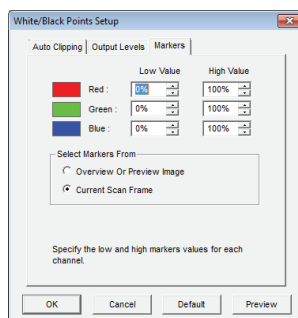 White/Black Points Setup
Auto Clipping Output Levels Markers
Low Value High Value
Red : 0% 100%
Green : 0% 100%
Blue : 0% 100%
Select Markers From
Overview Or Preview Image
Current Scan Frame
Specify the low and high markers values for each
channel.
OK Cancel Default Preview